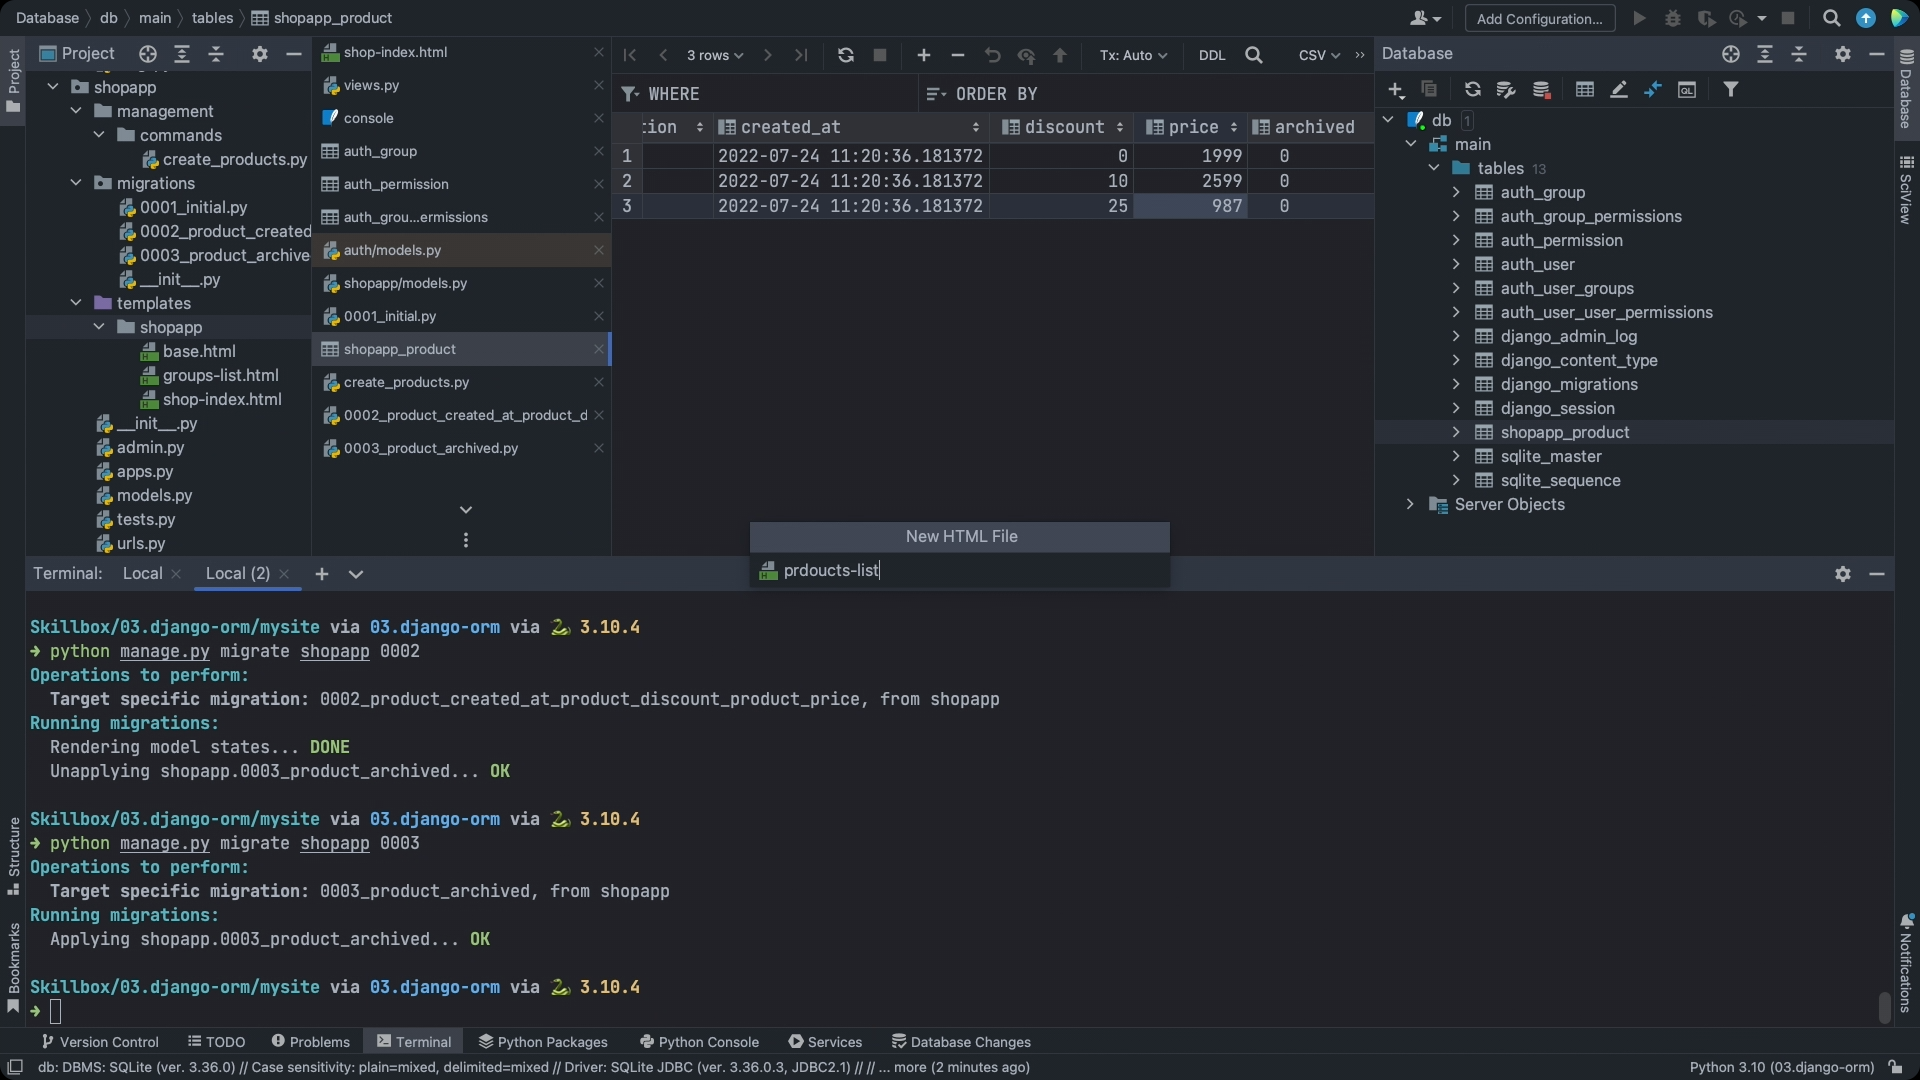 Database 〉 db 〉 main 〉 tables 〉 shopapp_product
Add Configuration...
Project
shopapp
management
commands
create_products.py
migrations
0001_initial.py
0002_product_created
0003_product_archive
__init__.py
templates
shopapp
base.html
groups-list.html
shop-index.html
__init__.py
admin.py
apps.py
models.py
tests.py
urls.py
shop-index.html
views.py
console
auth_group
auth_permission
auth_grou...ermissions
auth/models.py
shopapp/models.py
0001_initial.py
shopapp_product
create_products.py
0002_product_created_at_product_d
0003_product_archived.py
3 rows
Tx: Auto
DDL
CSV
WHERE
ORDER BY
tion created_at discount price archived
1 2022-07-24 11:20:36.181372 0 1999 0
2 2022-07-24 11:20:36.181372 10 2599 0
3 2022-07-24 11:20:36.181372 25 987 0
Database
db 1
main
tables 13
auth_group
auth_group_permissions
auth_permission
auth_user
auth_user_groups
auth_user_user_permissions
django_admin_log
django_content_type
django_migrations
django_session
shopapp_product
sqlite_master
sqlite_sequence
Server Objects
New HTML File
prdoucts-list
Terminal: Local Local (2)
Skillbox/03.django-orm/mysite via 03.django-orm via 🐍 3.10.4
➜ python manage.py migrate shopapp 0002
Operations to perform:
Target specific migration: 0002_product_created_at_product_discount_product_price, from shopapp
Running migrations:
Rendering model states... DONE
Unapplying shopapp.0003_product_archived... OK
Skillbox/03.django-orm/mysite via 03.django-orm via 🐍 3.10.4
➜ python manage.py migrate shopapp 0003
Operations to perform:
Target specific migration: 0003_product_archived, from shopapp
Running migrations:
Applying shopapp.0003_product_archived... OK
Skillbox/03.django-orm/mysite via 03.django-orm via 🐍 3.10.4
➜
Project
Structure
Bookmarks
Database
SciView
Notifications
Version Control TODO Problems Terminal Python Packages Python Console Services Database Changes
db: DBMS: SQLite (ver. 3.36.0) // Case sensitivity: plain=mixed, delimited=mixed // Driver: SQLite JDBC (ver. 3.36.0.3, JDBC2.1) // // ... more (2 minutes ago)
Python 3.10 (03.django-orm)